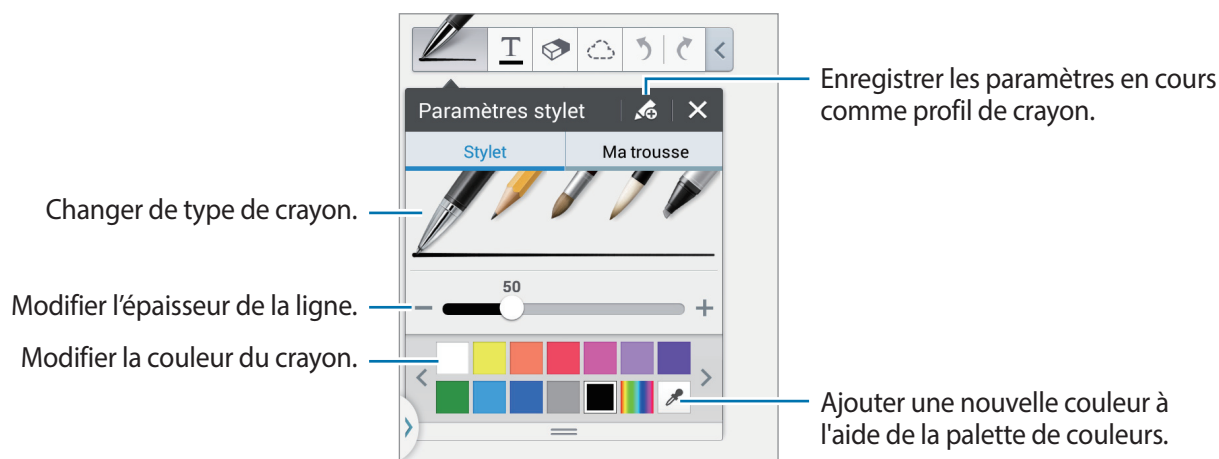 T
Enregistrer les paramètres en cours
comme profil de crayon.
Paramètres stylet
Stylet
Ma trousse
Changer de type de crayon.
50
Modifier l’épaisseur de la ligne.
Modifier la couleur du crayon.
Ajouter une nouvelle couleur à
l'aide de la palette de couleurs.